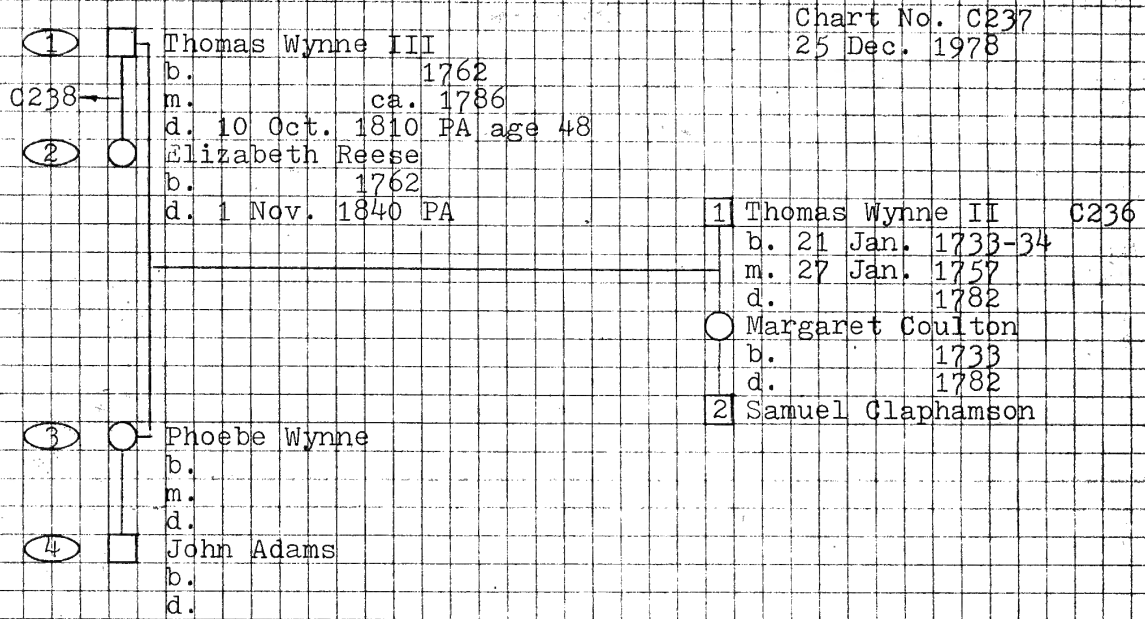 Chart No. C237
25 Dec. 1978
1 Thomas Wynne III
b. 1762
C238
m. ca. 1786
d. 10 Oct. 1810 PA age 48
2 Elizabeth Reese
b. 1762
d. 1 Nov. 1840 PA
1 Thomas Wynne II C236
b. 21 Jan. 1733-34
m. 27 Jan. 1757
d. 1782
Margaret Coulton
b. 1733
d. 1782
2 Samuel Claphamson
3 Phoebe Wynne
b.
m.
d.
4 John Adams
b.
d.